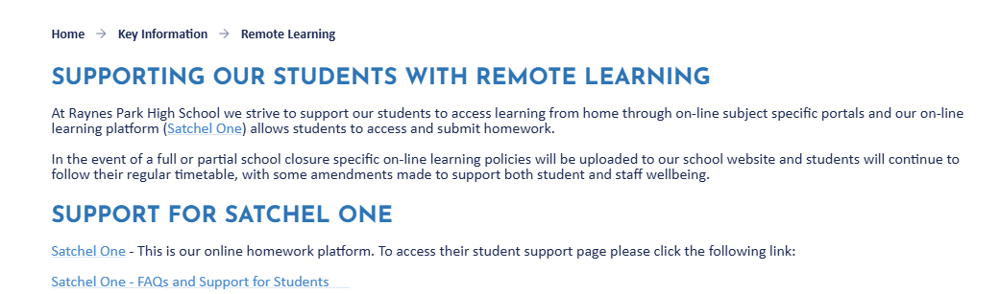 Home → Key Information → Remote Learning
SUPPORTING OUR STUDENTS WITH REMOTE LEARNING
At Raynes Park High School we strive to support our students to access learning from home through on-line subject specific portals and our on-line
learning platform (Satchel One) allows students to access and submit homework.
In the event of a full or partial school closure specific on-line learning policies will be uploaded to our school website and students will continue to
follow their regular timetable, with some amendments made to support both student and staff wellbeing.
SUPPORT FOR SATCHEL ONE
Satchel One - This is our online homework platform. To access their student support page please click the following link:
Satchel One - FAQs and Support for Students